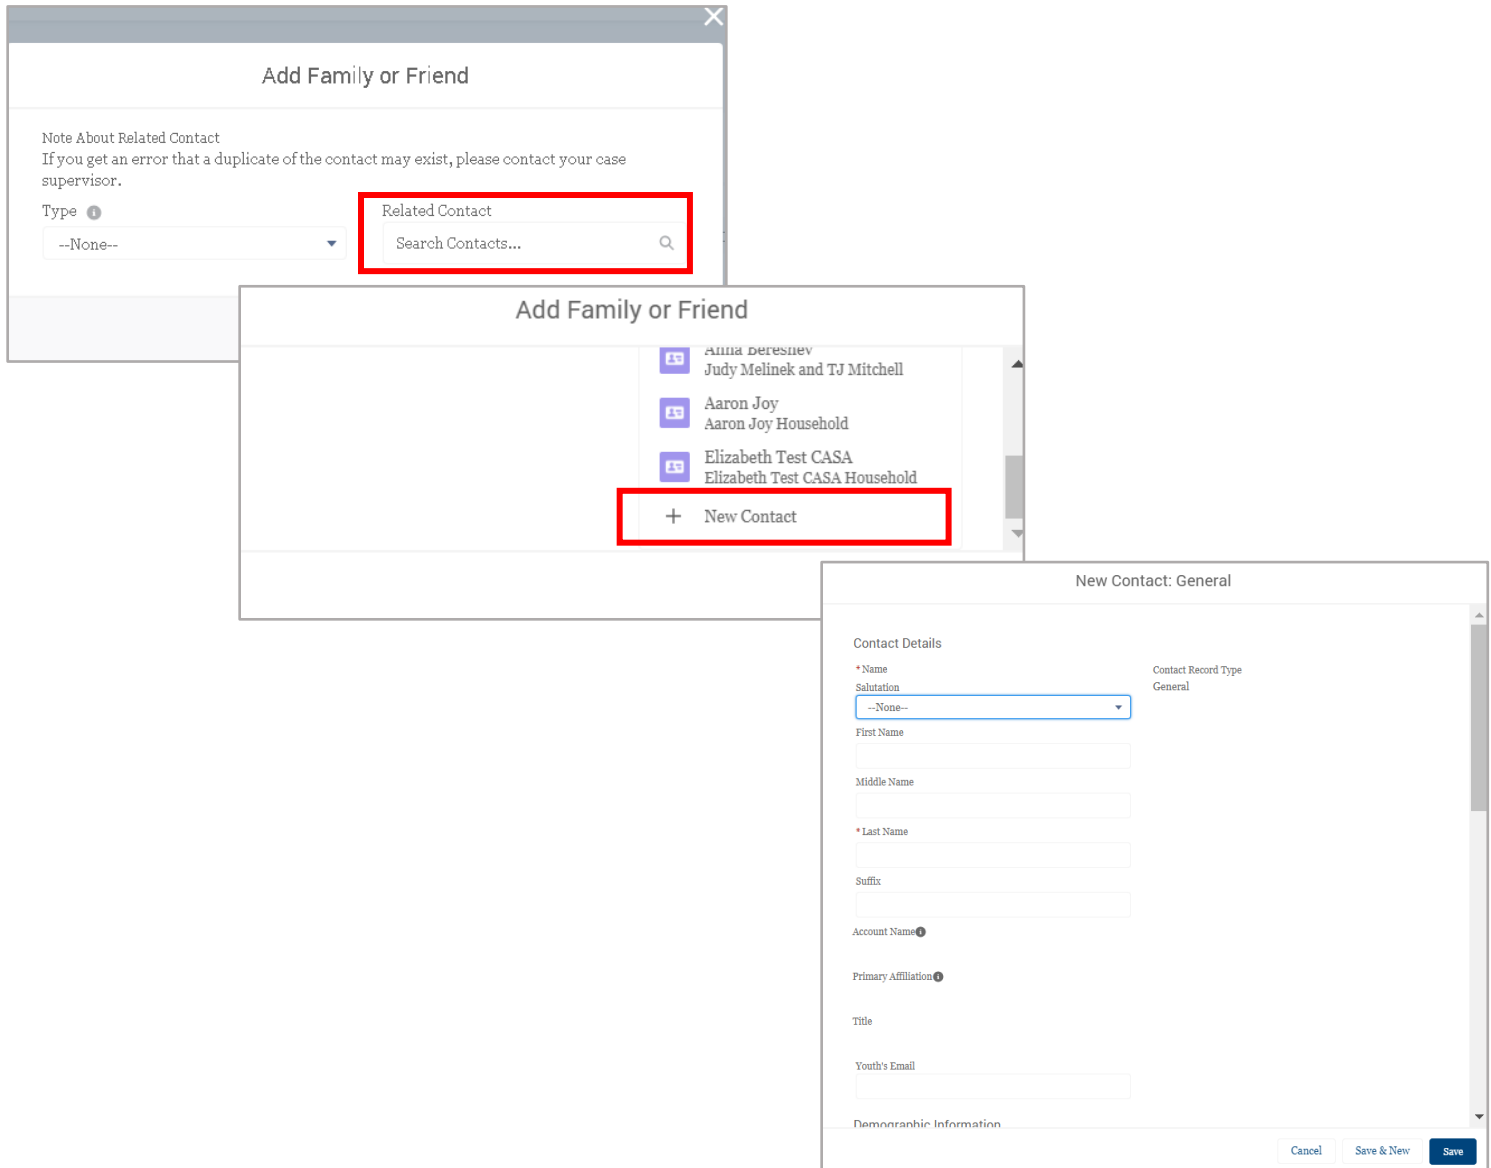 Add Family or Friend
Note About Related Contact
If you get an error that a duplicate of the contact may exist, please contact your case
supervisor.
Type
Related Contact
--None--
Search Contacts...
Add Family or Friend
Anna Bereshev
Judy Melinek and TJ Mitchell
Aaron Joy
Aaron Joy Household
Elizabeth Test CASA
Elizabeth Test CASA Household
+ New Contact
New Contact: General
Contact Details
*Name
Contact Record Type
Salutation
General
--None--
First Name
Middle Name
*Last Name
Suffix
Account Name
Primary Affiliation
Title
Youth's Email
Demographic Information
Cancel
Save & New
Save